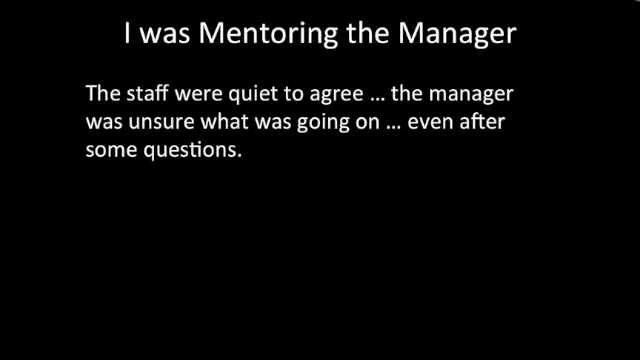 I was Mentoring the Manager
The staff were quiet to agree ... the manager
was unsure what was going on ... even after
some questions.